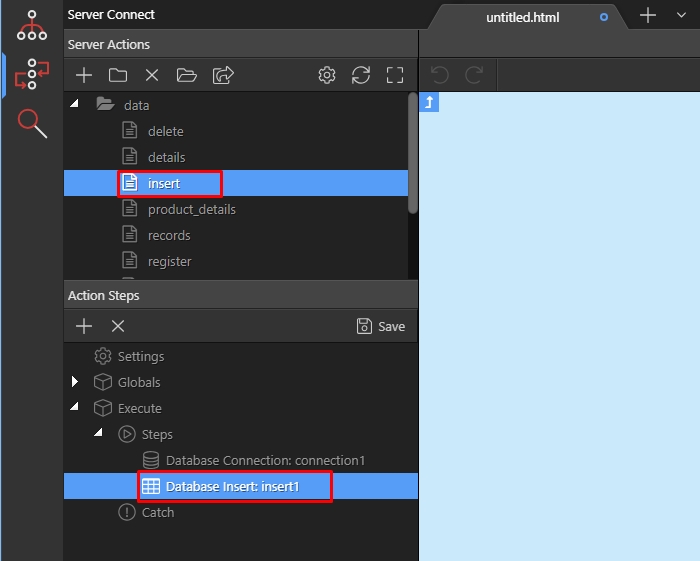 Server Connect
untitled.html
Server Actions
data
delete
details
insert
product_details
records
register
Action Steps
Save
Settings
Globals
Execute
Steps
Database Connection: connection1
Database Insert: insert1
Catch